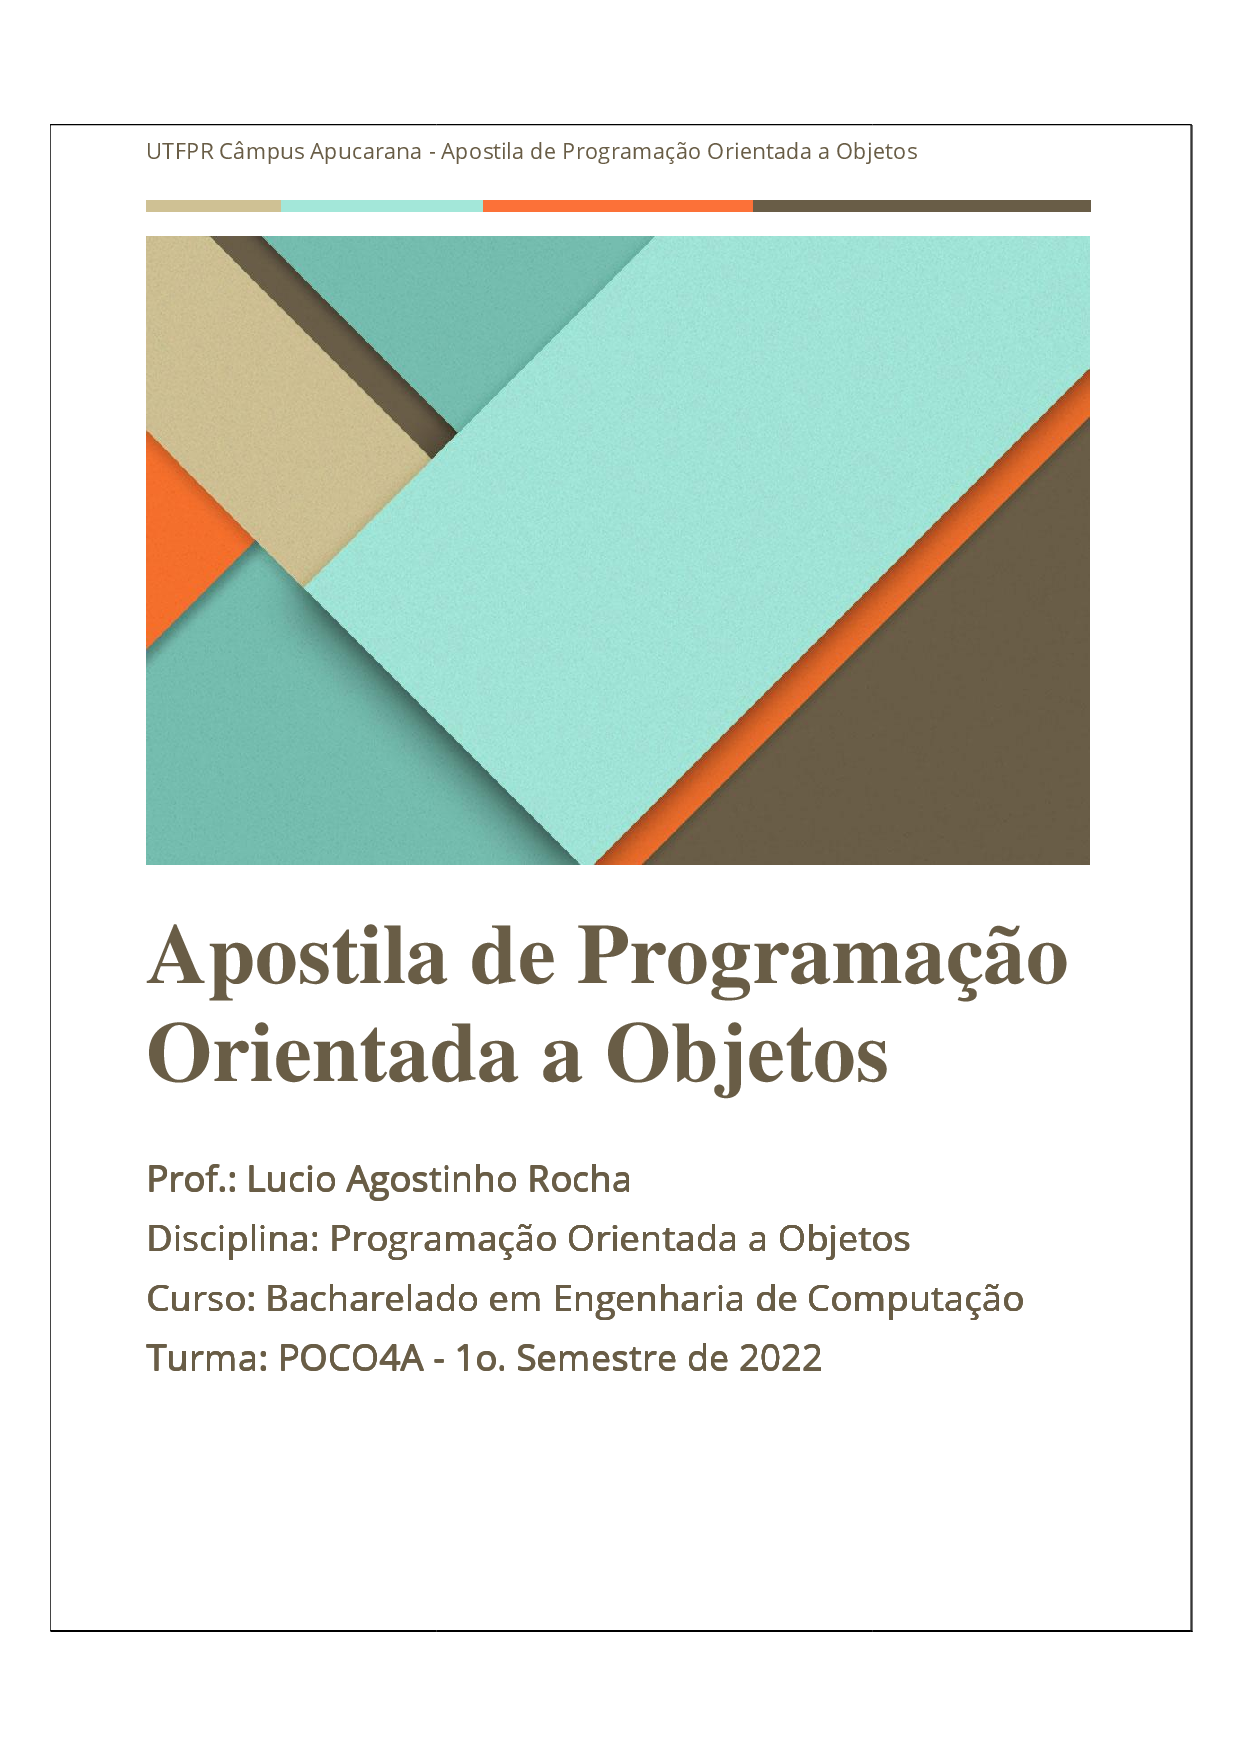 UTFPR Câmpus Apucarana - Apostila de Programação Orientada a Objetos
Apostila de Programação
Orientada a Objetos
Prof.: Lucio Agostinho Rocha
Disciplina: Programação Orientada a Objetos
Curso: Bacharelado em Engenharia de Computação
Turma: POCO4A - 1o. Semestre de 2022